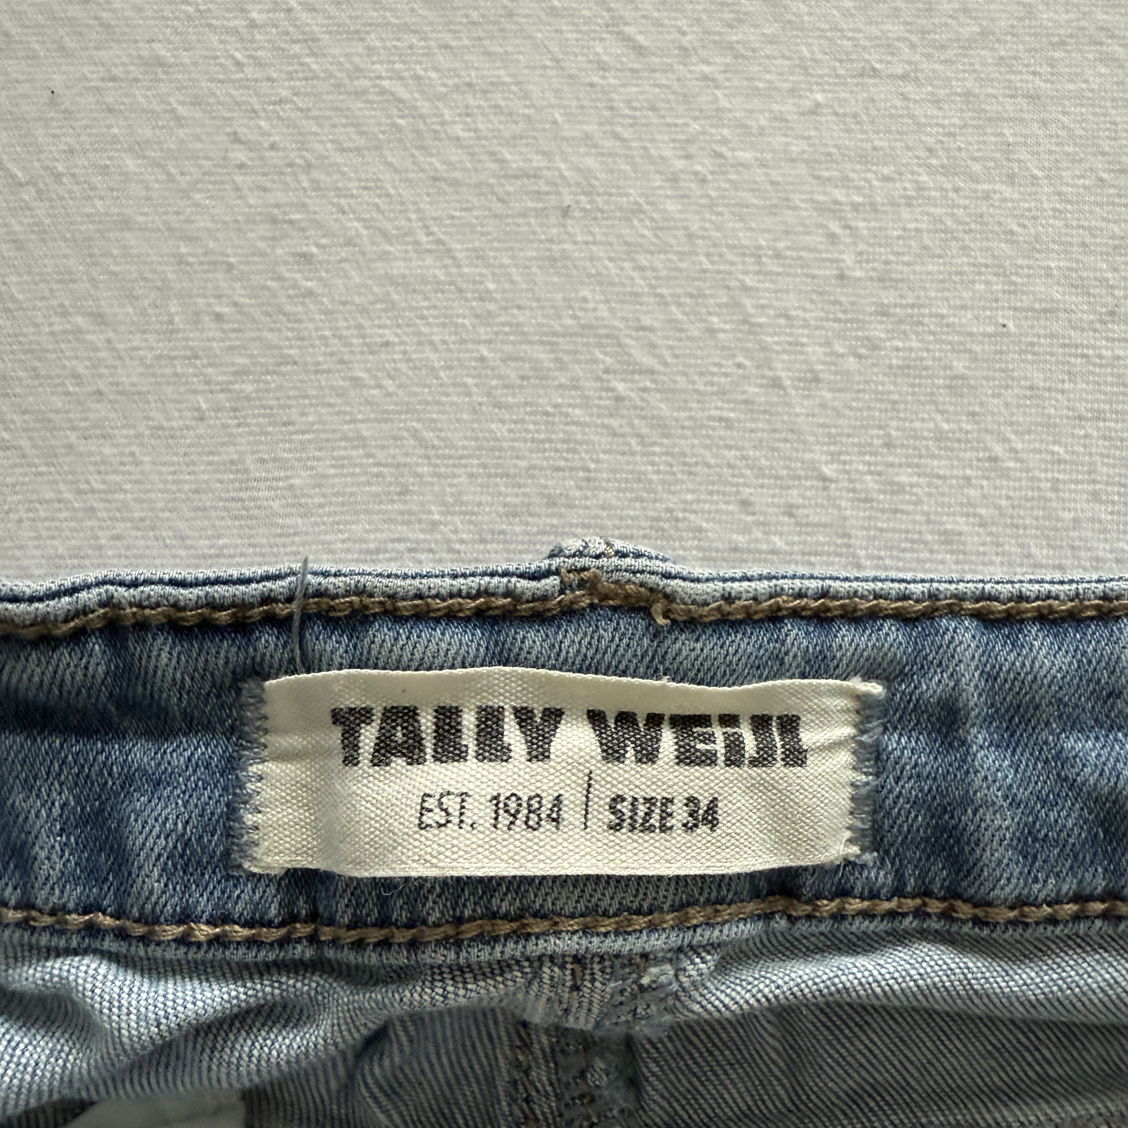 TALLY WEiJL
EST. 1984 | SIZE 34